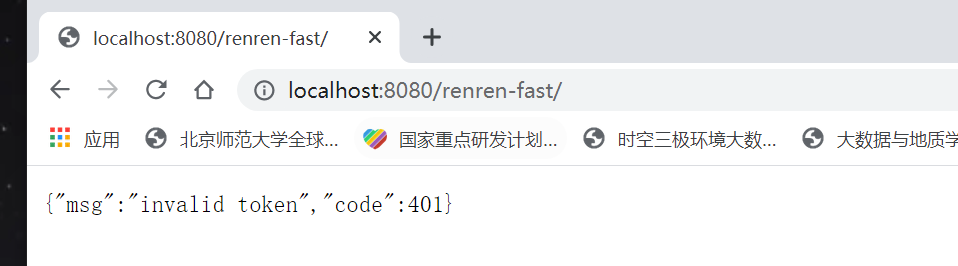 localhost:8080/renren-fast/
localhost:8080/renren-fast/
应用 北京师范大学全球... 国家重点研发计划... 时空三极环境大数... 大数据与地质学
{"msg":"invalid token","code":401}